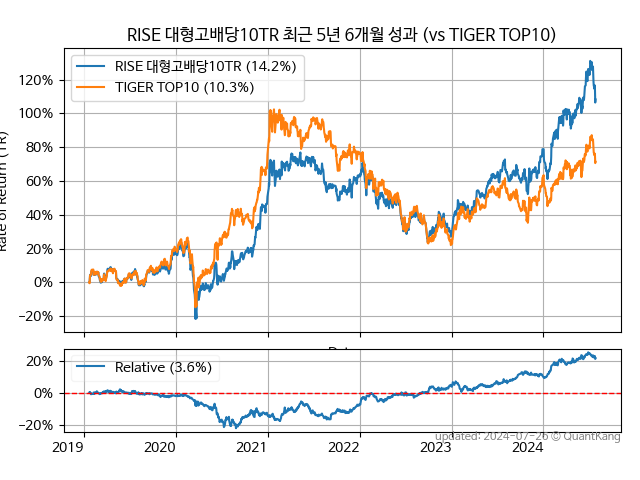 RISE 대형고배당10TR 최근 5년 6개월 성과 (vs TIGER TOP10)
RISE 대형고배당10TR (14.2%)
TIGER TOP10 (10.3%)
120%
100%
80%
60%
40%
20%
0%
−20%
Rate of Return (TR)
Relative (3.6%)
20%
0%
−20%
2019
2020
2021
2022
2023
2024
updated: 2024-07-26 © QuantKang